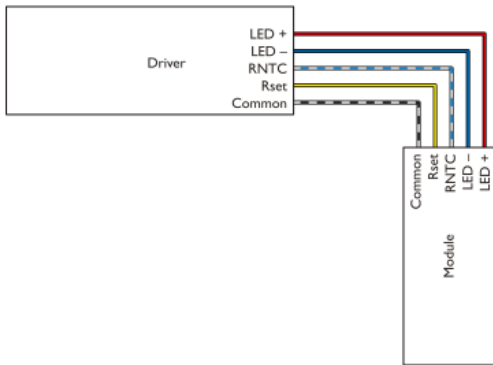 LED +
LED –
Driver
RNTC
Rset
Common
Common
Rset
RNTC
LED –
LED +
Module